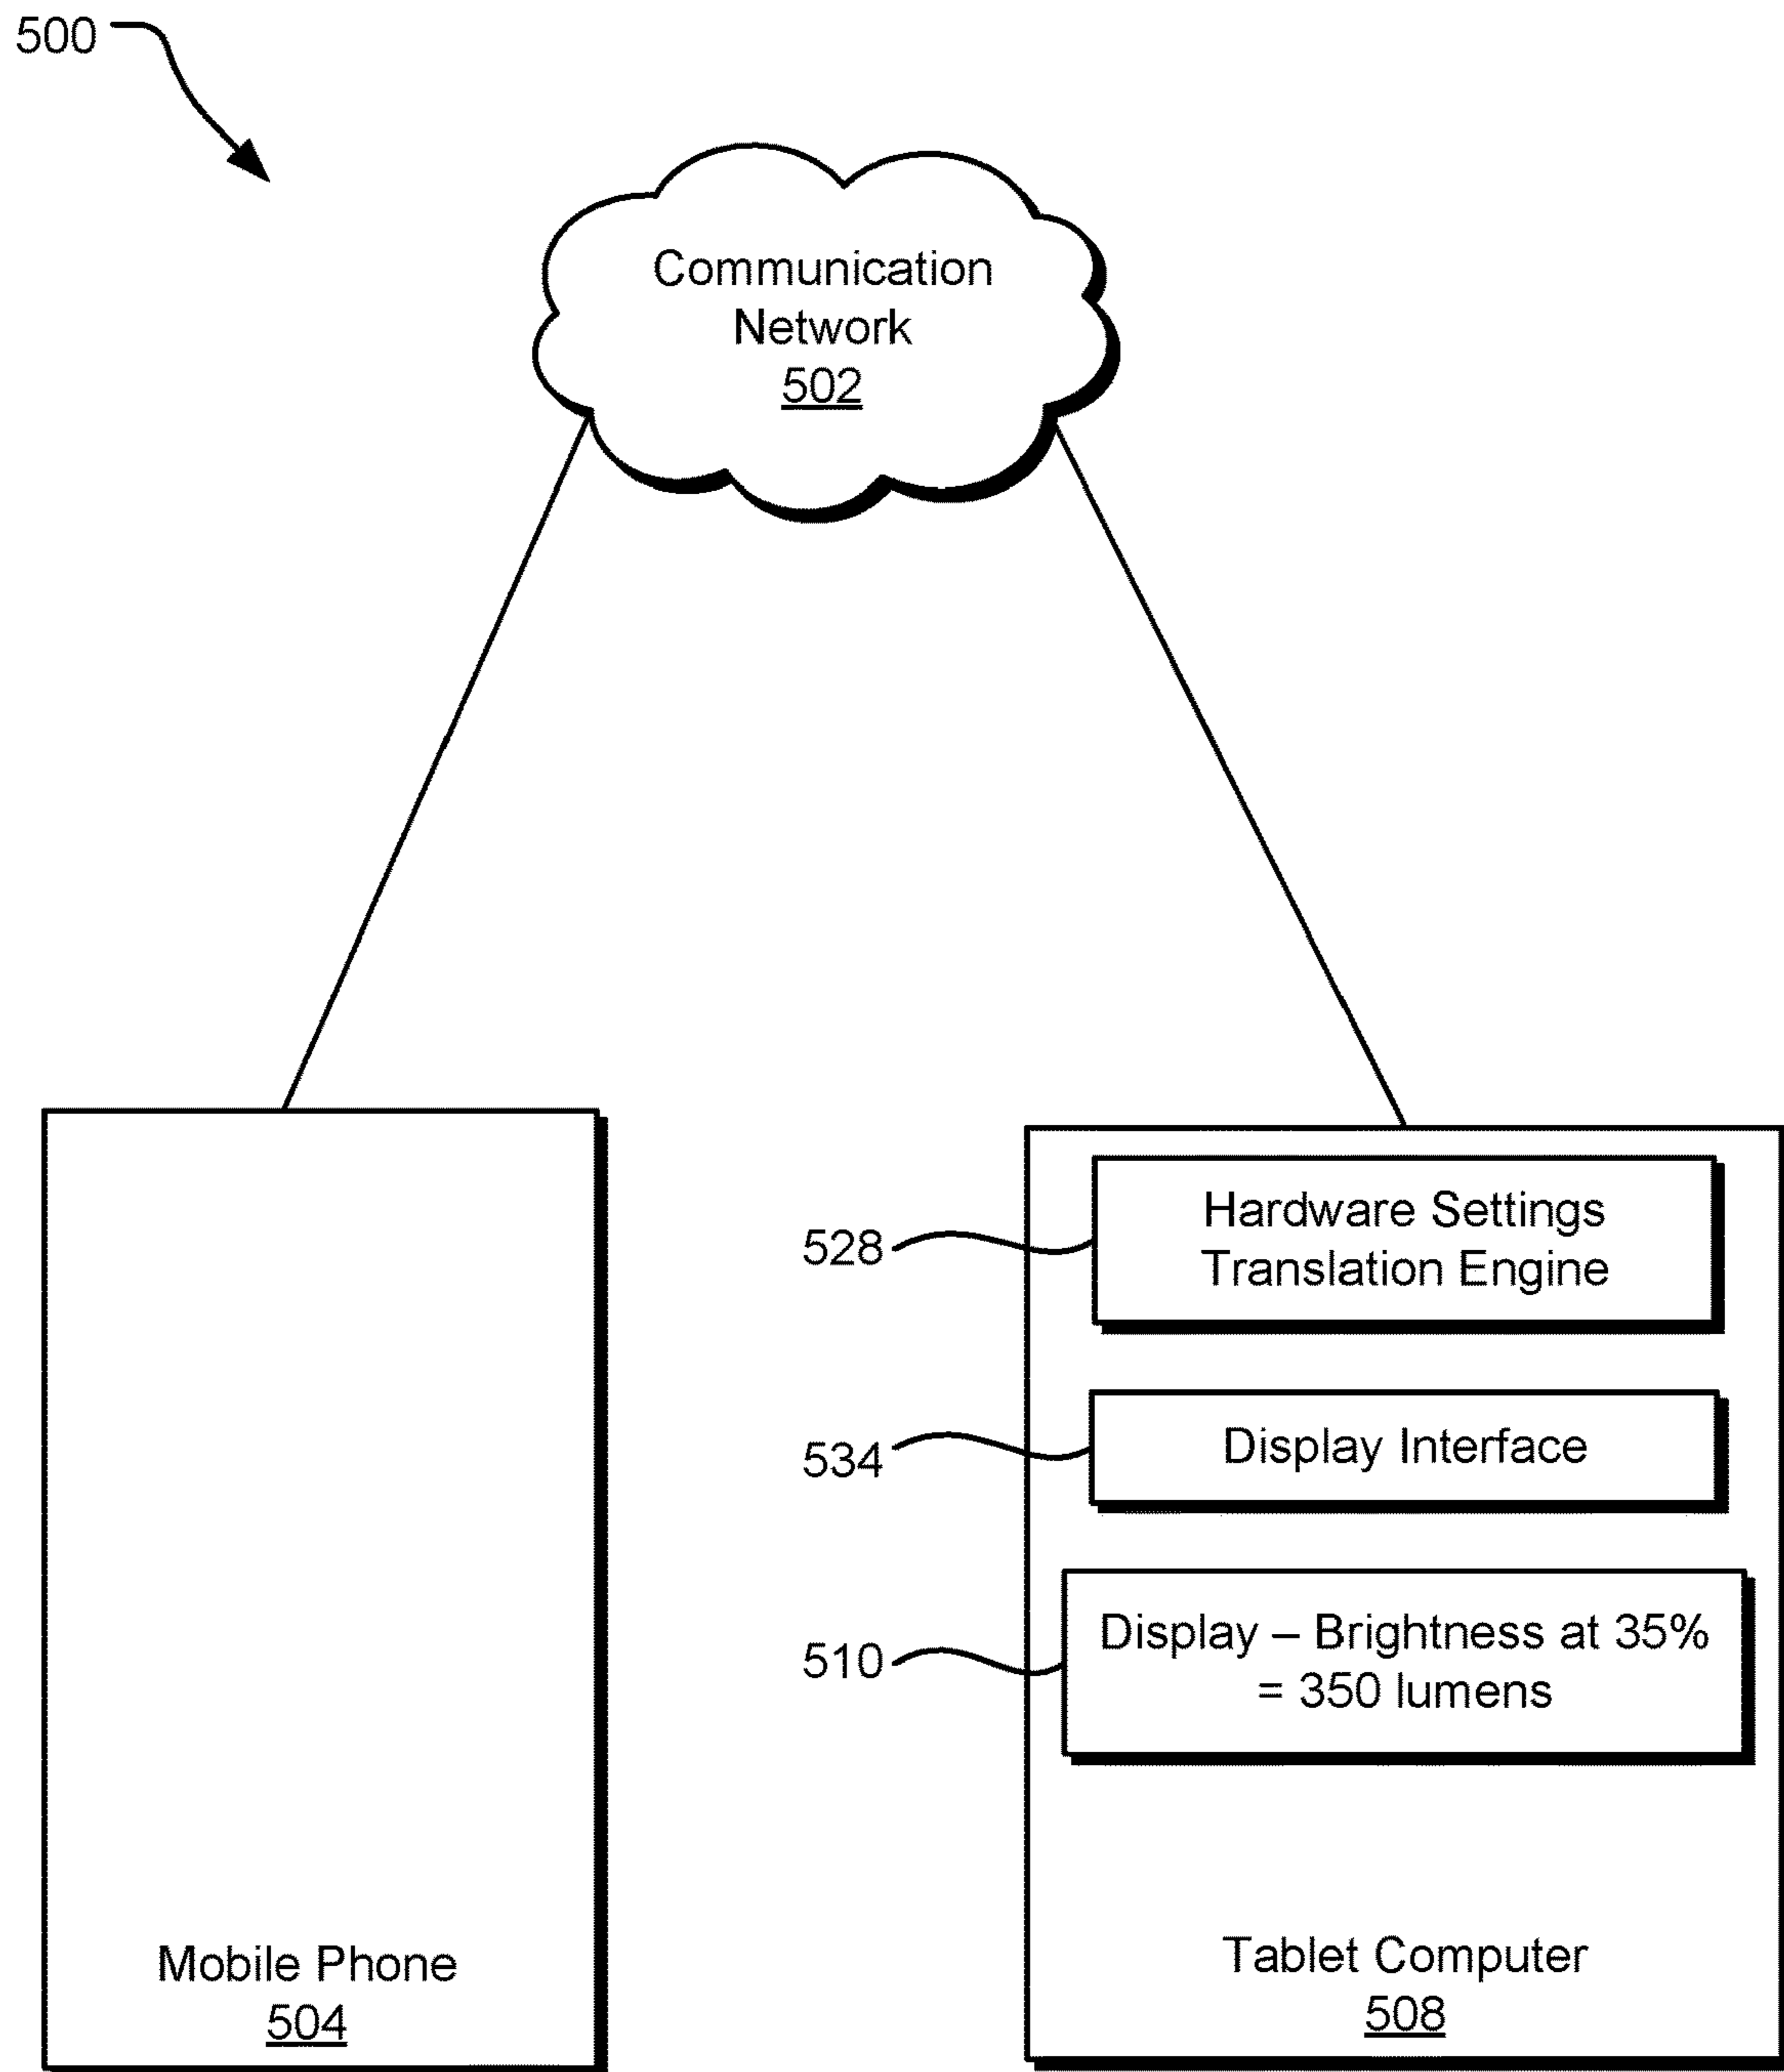 500
Communication
Network
502
528
Hardware Settings
Translation Engine
534
Display Interface
510
Display – Brightness at 35%
= 350 lumens
Mobile Phone
504
Tablet Computer
508